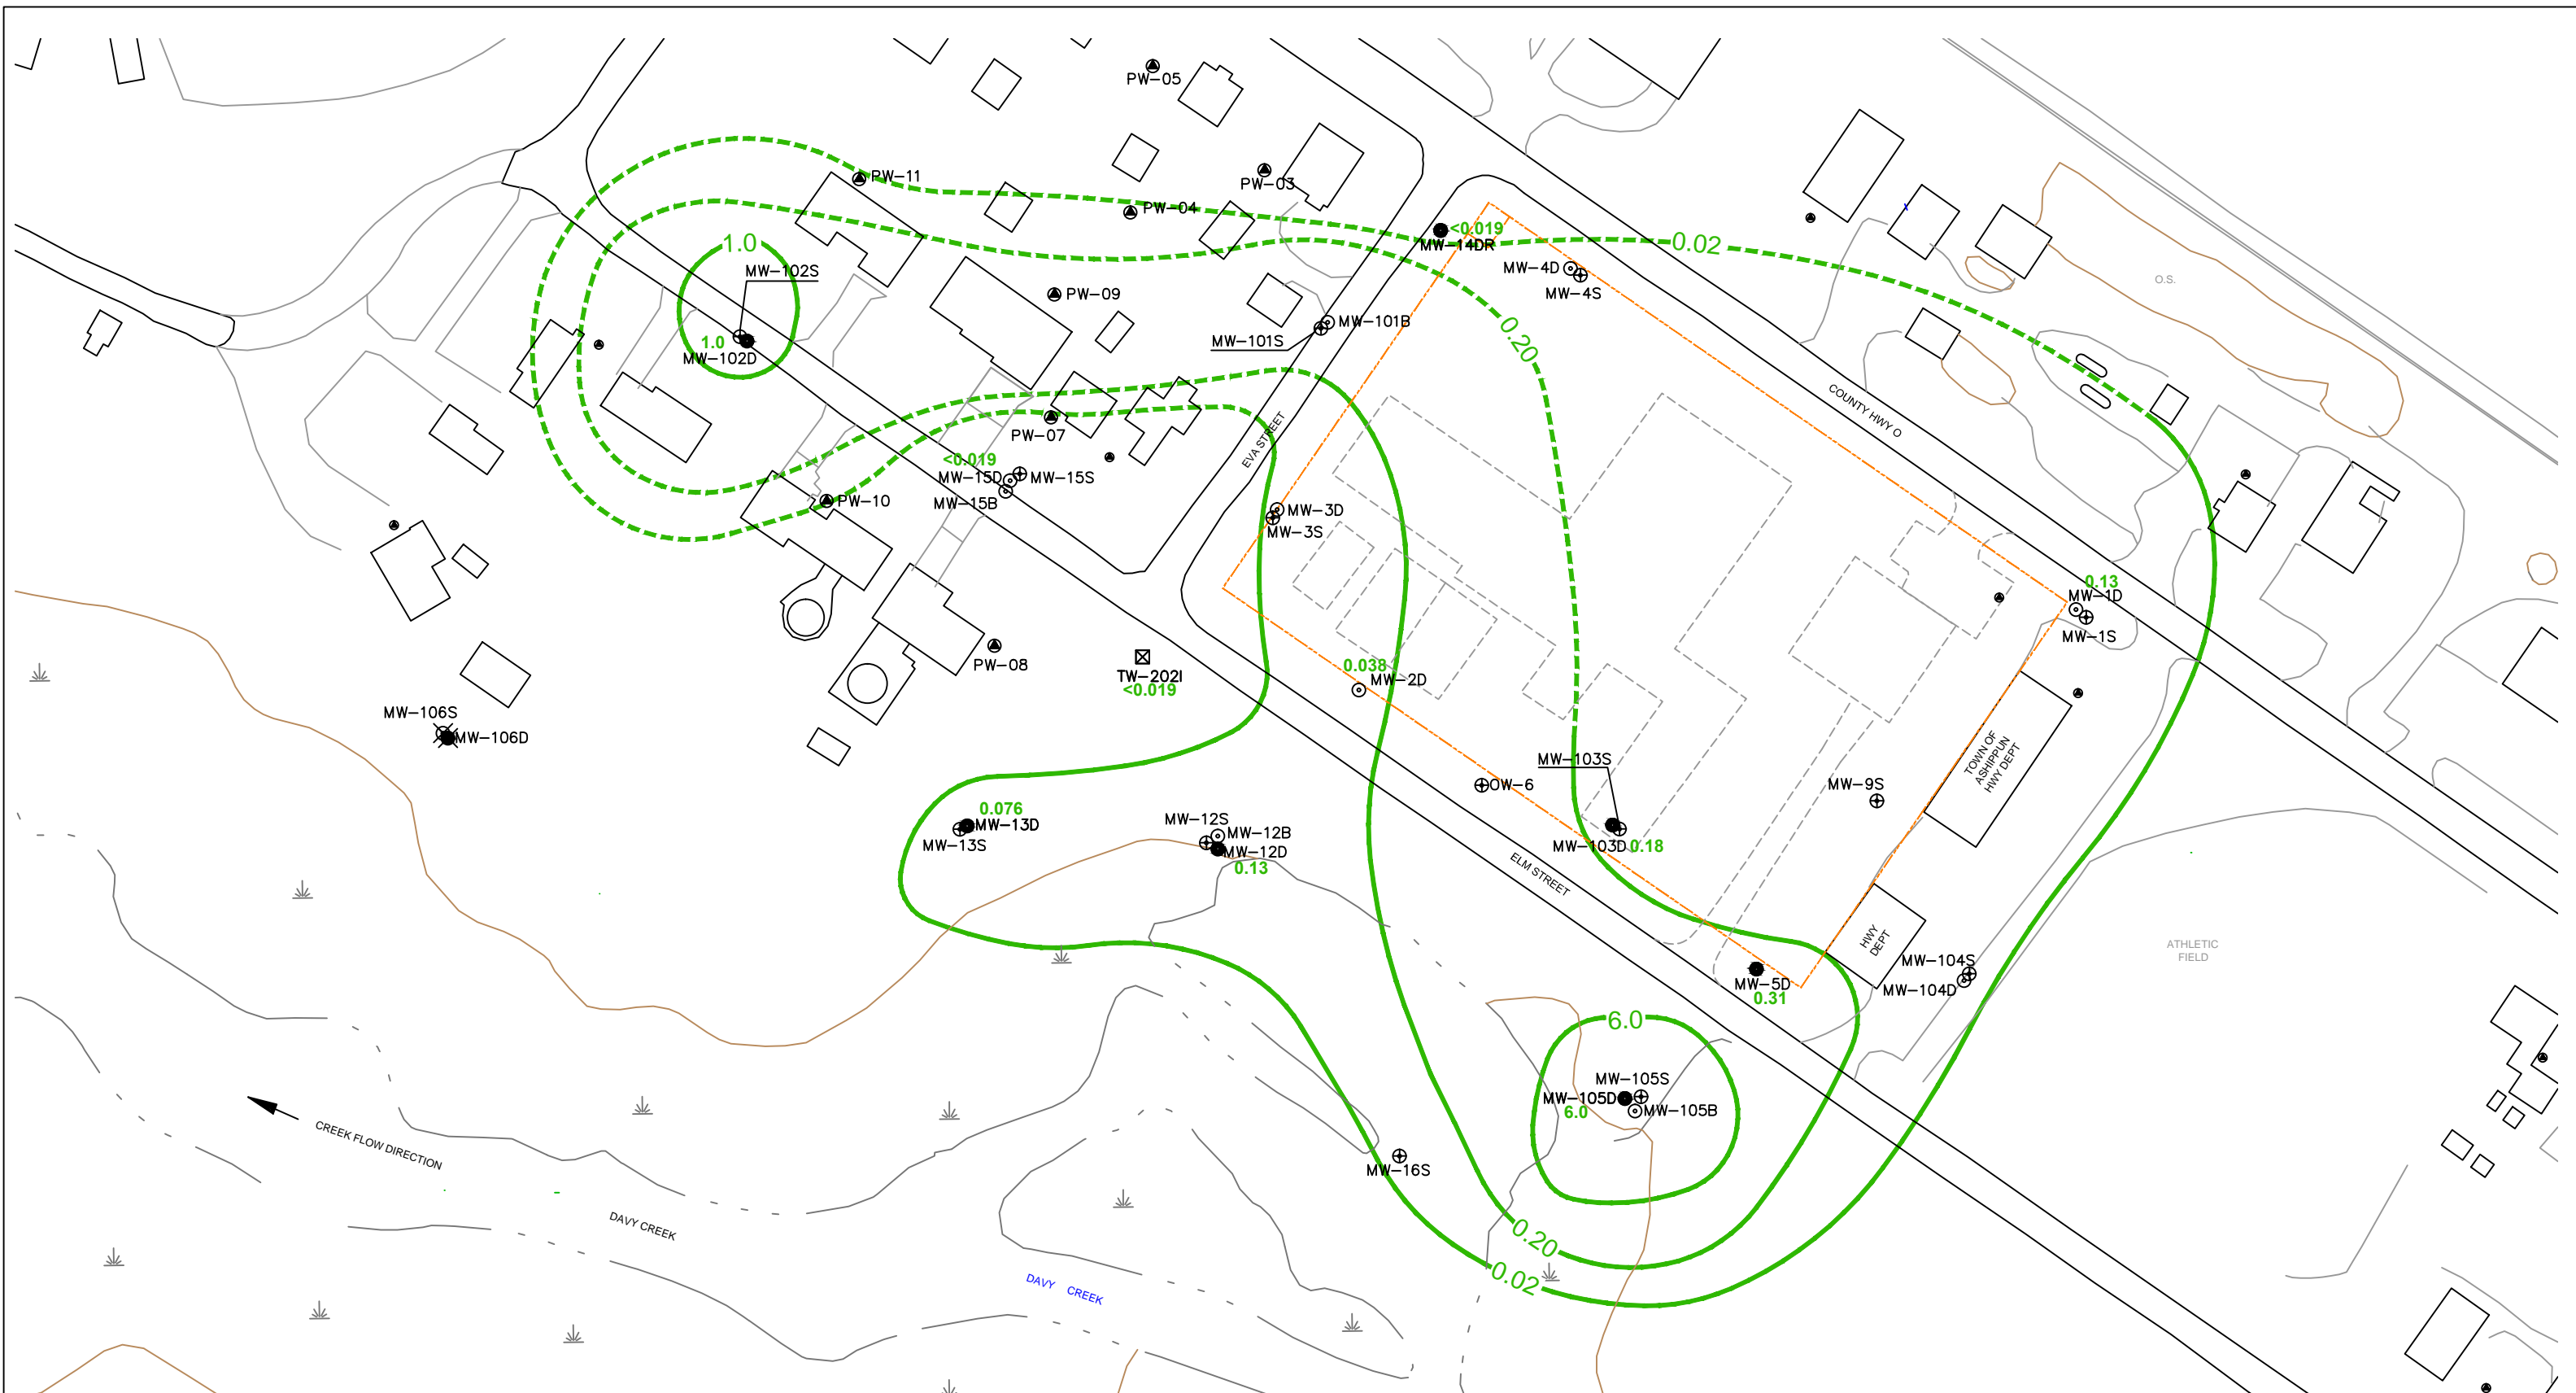 PW-05
PW-11
PW-03
PW-04
<0.019
MW-14DR
0.02
1.0
MW-102S
MW-4D
MW-4S
O.S.
PW-09
MW-101B
MW-101S
0.20
1.0
MW-102D
COUNTY HWY O
PW-07
EVA STREET
<0.019
MW-15D
MW-15S
MW-15B
PW-10
MW-3D
MW-3S
0.13
MW-1D
MW-1S
PW-08
TW-202I
<0.019
0.038
MW-2D
MW-106S
MW-106D
MW-103S
OW-6
MW-9S
TOWN OF
ASHIPPUN
HWY DEPT
0.076
MW-13D
MW-13S
MW-12S
MW-12B
MW-12D
0.13
MW-103D
0.18
ELM STREET
HWY
DEPT
ATHLETIC
FIELD
MW-5D
0.31
MW-104S
MW-104D
6.0
MW-105S
MW-105D
6.0
MW-105B
CREEK FLOW DIRECTION
MW-16S
DAVY CREEK
0.20
0.02
DAVY CREEK